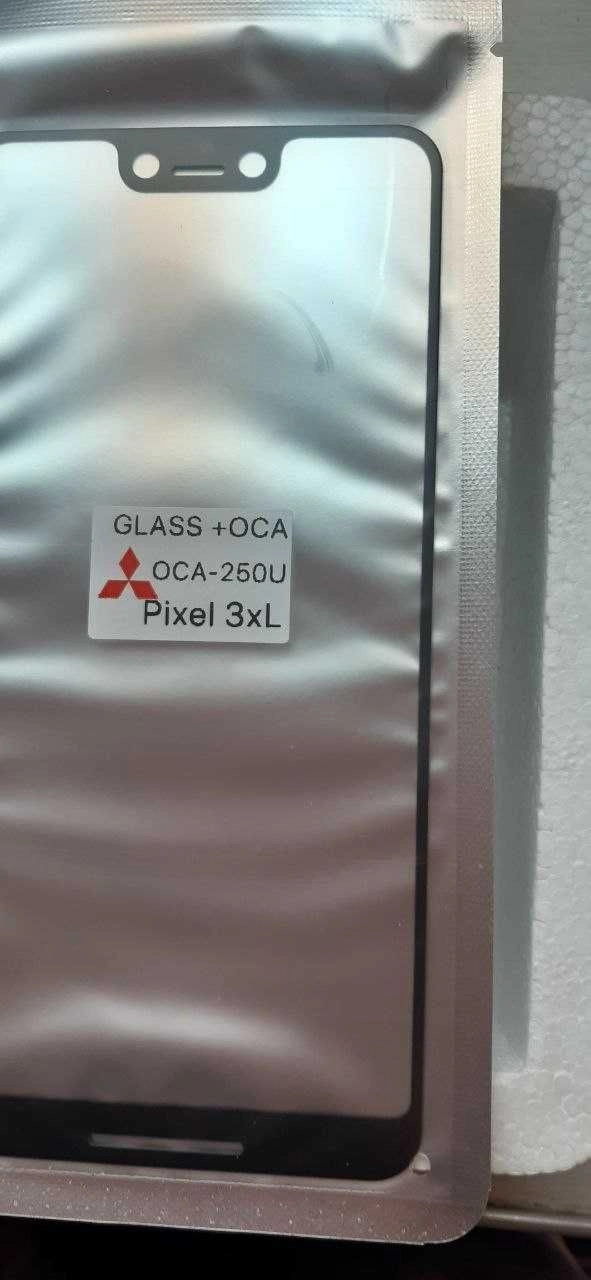 GLASS +OCA
OCA-250U
Pixel 3xL